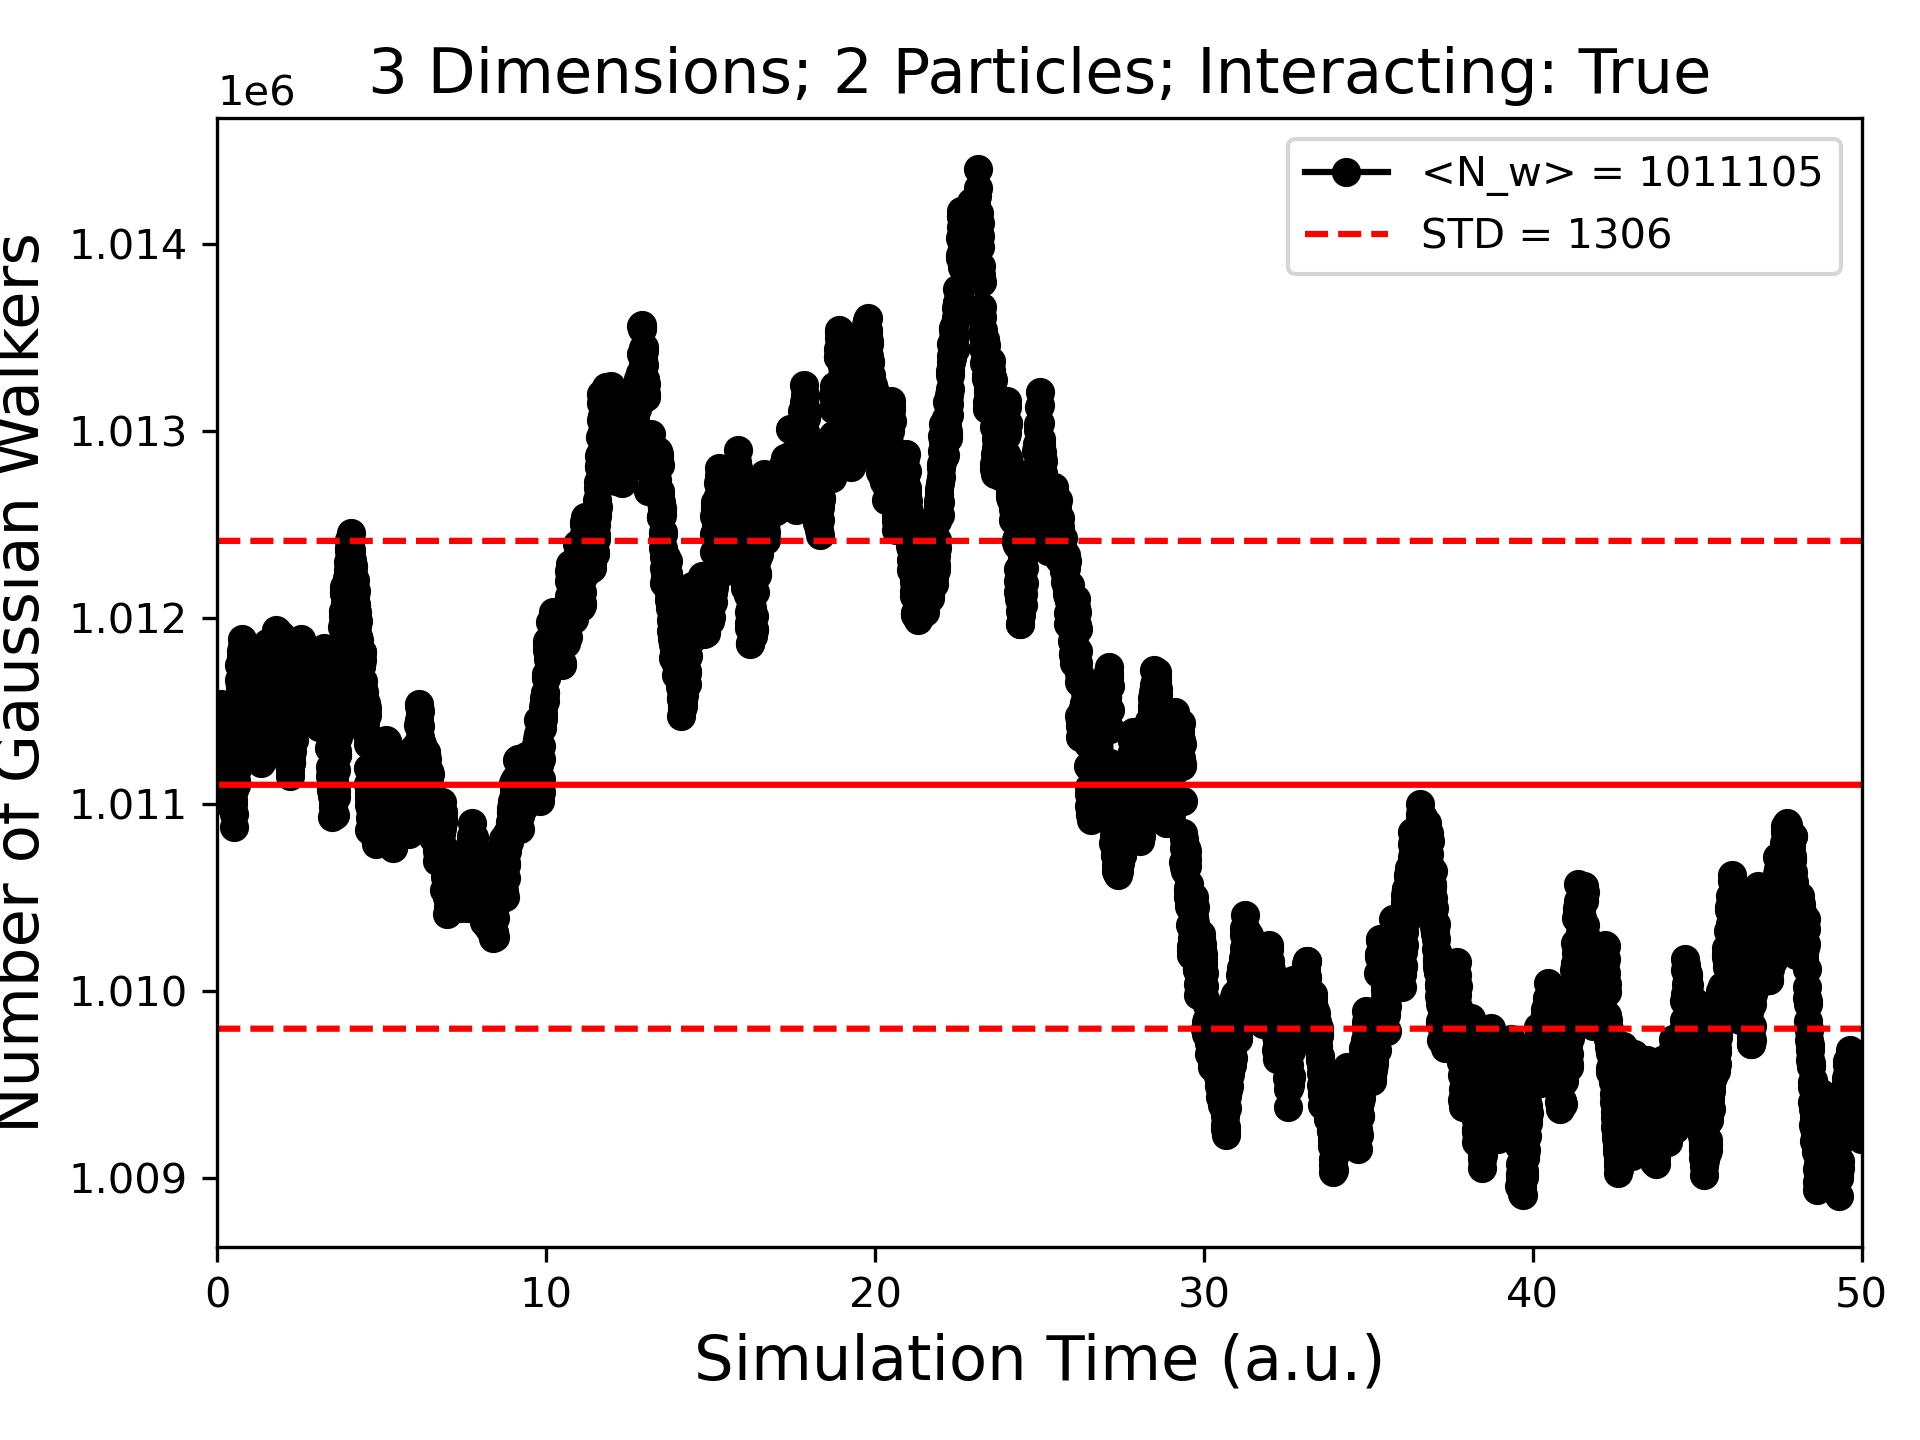 3 Dimensions; 2 Particles; Interacting: True
1e6
<N_w> = 1011105
STD = 1306
Number of Gaussian Walkers
1.014
1.013
1.012
1.011
1.010
1.009
0 10 20 30 40 50
Simulation Time (a.u.)